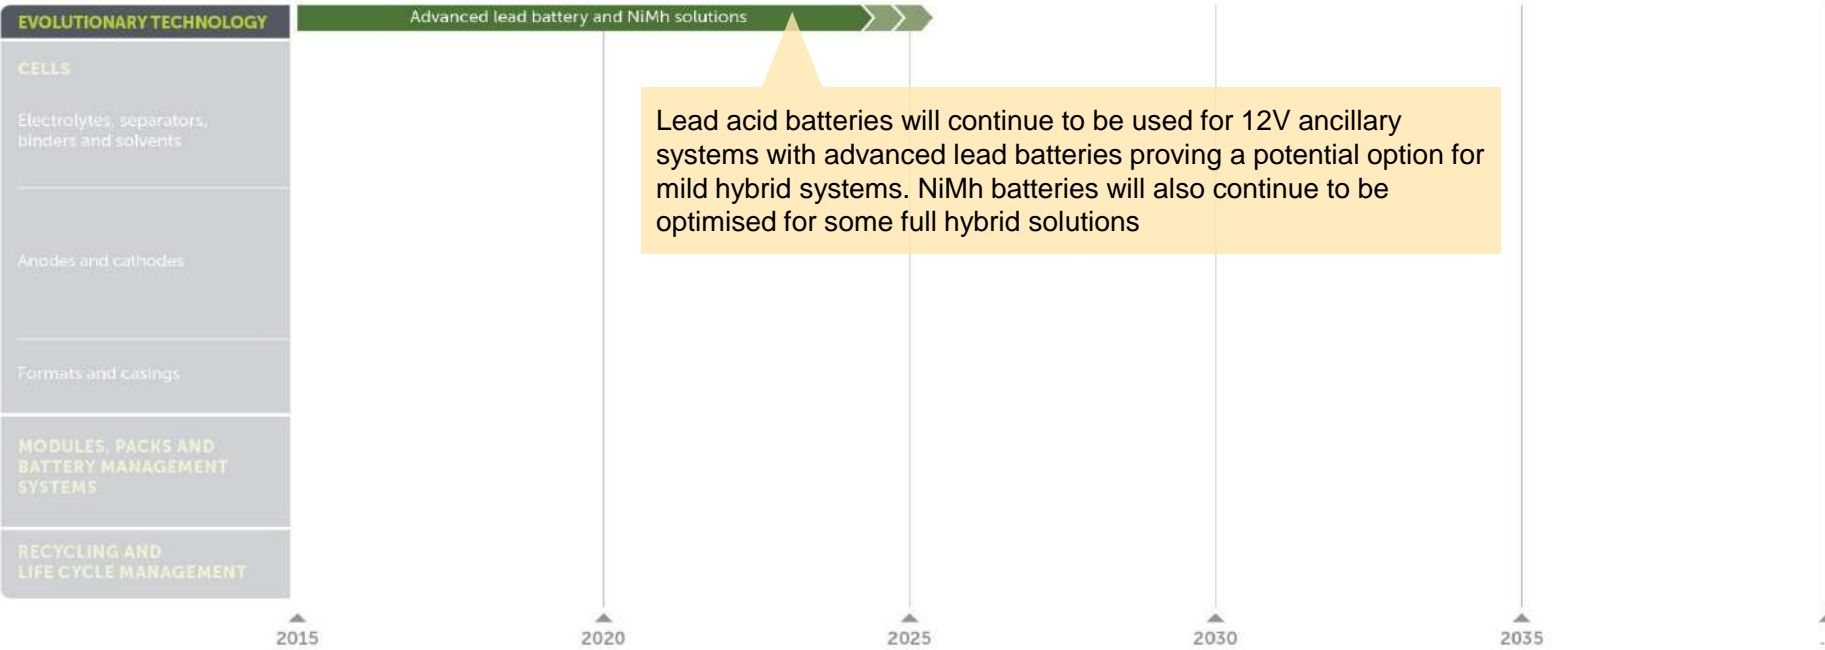 EVOLUTIONARY TECHNOLOGY
Advanced lead battery and NiMh solutions
CELLS
Electrolytes, separators,
binders and solvents
Lead acid batteries will continue to be used for 12V ancillary
systems with advanced lead batteries proving a potential option for
mild hybrid systems. NiMh batteries will also continue to be
optimised for some full hybrid solutions
Anodes and cathodes
Formats and casings
MODULES, PACKS AND
BATTERY MANAGEMENT
SYSTEMS
RECYCLING AND
LIFE CYCLE MANAGEMENT
2015 2020 2025 2030 2035